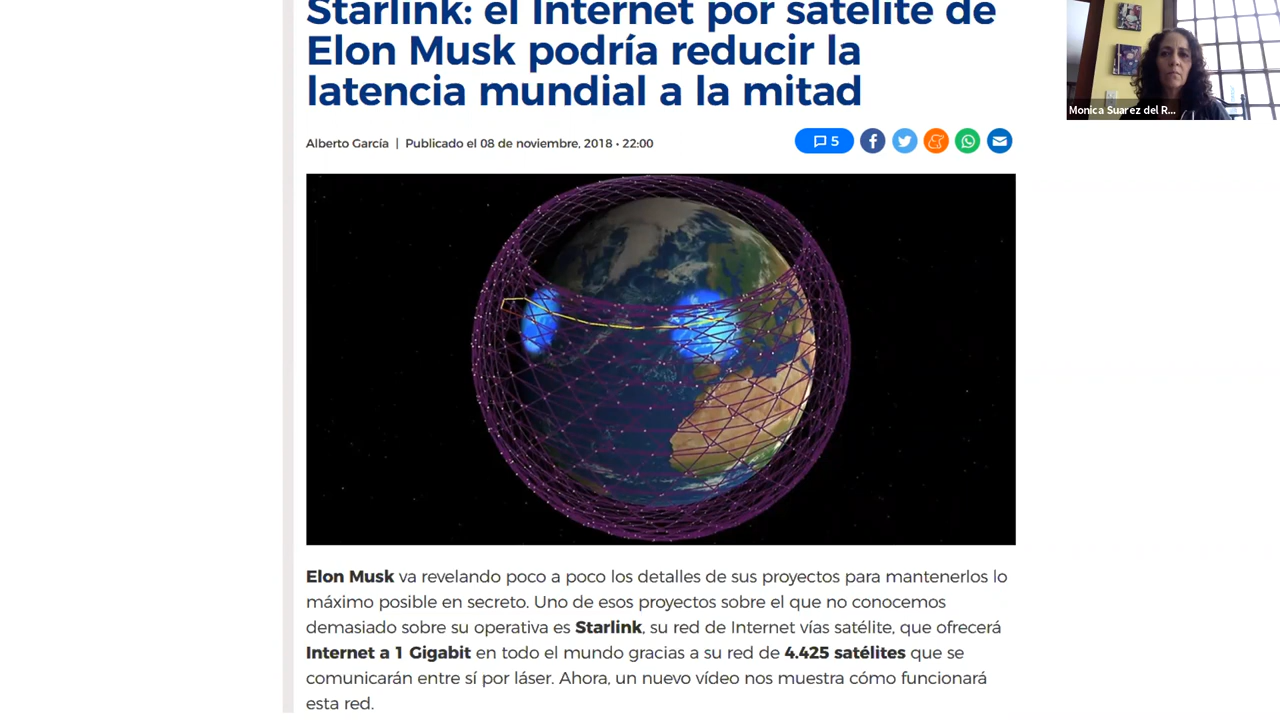 Starlink: el Internet por satélite de
Elon Musk podría reducir la
latencia mundial a la mitad
Alberto García | Publicado el 08 de noviembre, 2018 • 22:00
5
Monica Suarez del R...
Elon Musk va revelando poco a poco los detalles de sus proyectos para mantenerlos lo
máximo posible en secreto. Uno de esos proyectos sobre el que no conocemos
demasiado sobre su operativa es Starlink, su red de Internet vías satélite, que ofrecerá
Internet a 1 Gigabit en todo el mundo gracias a su red de 4.425 satélites que se
comunicarán entre sí por láser. Ahora, un nuevo vídeo nos muestra cómo funcionará
esta red.